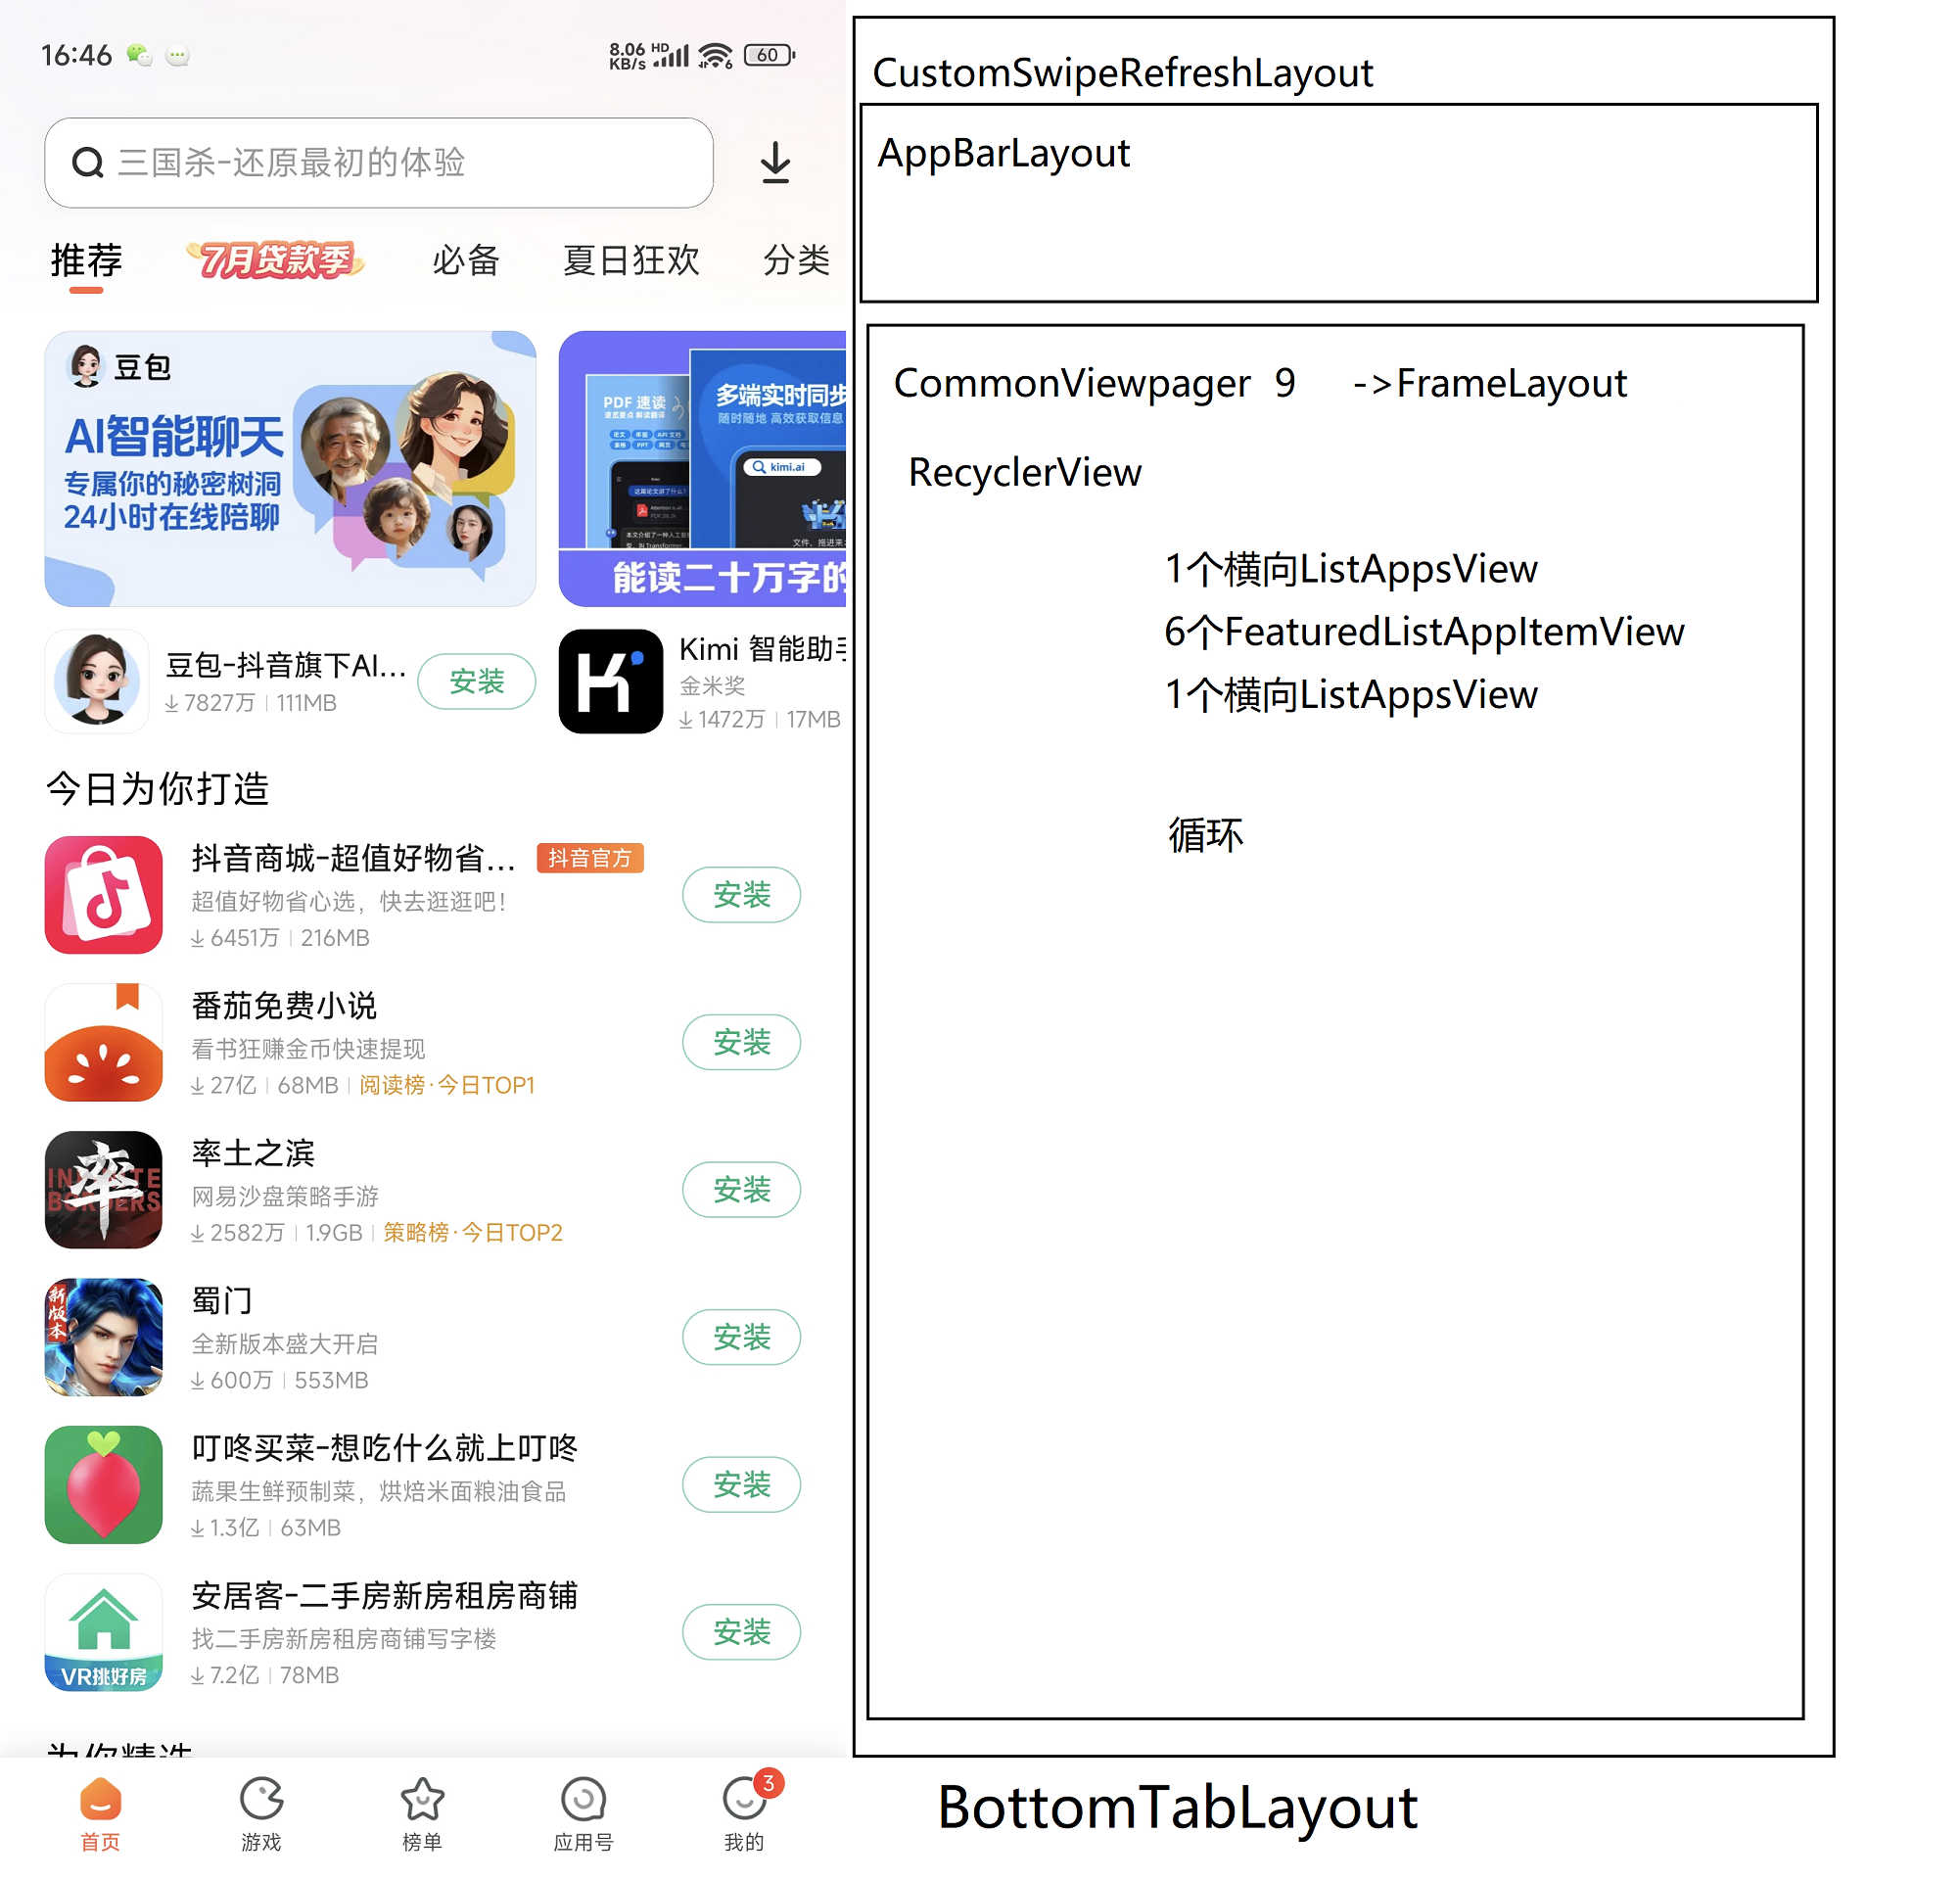 16:46
8.06 KB/s HD 6 60
三国杀-还原最初的体验
推荐 7月贷款季 必备 夏日狂欢 分类
豆包
AI智能聊天
专属你的秘密树洞
24小时在线陪聊
PDF 速读
多端实时同步
随时随地 高效获取信息
kimi.ai
能读二十万字的
豆包-抖音旗下AI...
7827万 | 111MB
安装
Kimi 智能助手
金米奖
1472万 | 17MB
今日为你打造
抖音商城-超值好物省... 抖音官方
超值好物省心选，快去逛逛吧！
6451万 | 216MB
安装
番茄免费小说
看书狂赚金币快速提现
27亿 | 68MB | 阅读榜·今日TOP1
安装
率土之滨
网易沙盘策略手游
2582万 | 1.9GB | 策略榜·今日TOP2
安装
率
INFINITE
BORDERS
蜀门
全新版本盛大开启
600万 | 553MB
安装
新版本
叮咚买菜-想吃什么就上叮咚
蔬果生鲜预制菜，烘焙米面粮油食品
1.3亿 | 63MB
安装
安居客-二手房新房租房商铺
找二手房新房租房商铺写字楼
7.2亿 | 78MB
安装
VR挑好房
为你精选
首页 游戏 榜单 应用号 我的 3
CustomSwipeRefreshLayout
AppBarLayout
CommonViewpager 9 ->FrameLayout
RecyclerView
1个横向ListAppsView
6个FeaturedListAppItemView
1个横向ListAppsView
循环
BottomTabLayout